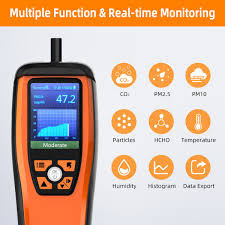 Multiple Function & Real-time Monitoring
47.2
Moderate
CO₂
PM2.5
PM10
Particles
HCHO
Temperature
Humidity
Histogram
Data Export